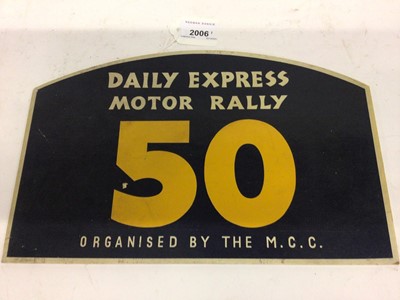 2006
DAILY EXPRESS
MOTOR RALLY
50
ORGANISED BY THE M.C.C.